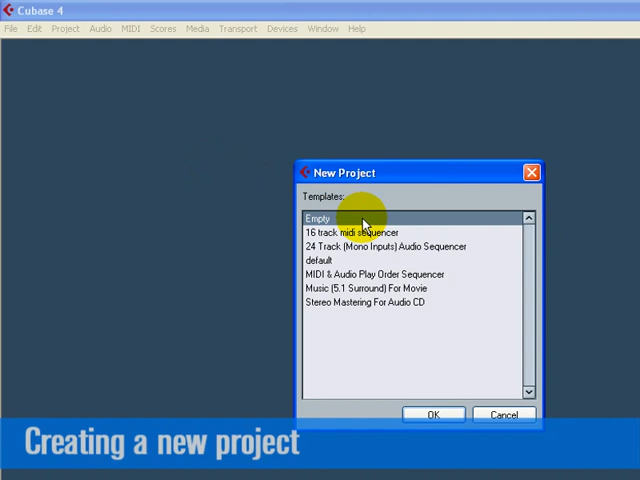 Cubase 4
File Edit Project Audio MIDI Scores Media Transport Devices Window Help
New Project
Templates:
Empty
16 track midi sequencer
24 Track (Mono Inputs) Audio Sequencer
default
MIDI & Audio Play Order Sequencer
Music (5.1 Surround) For Movie
Stereo Mastering For Audio CD
OK Cancel
Creating a new project